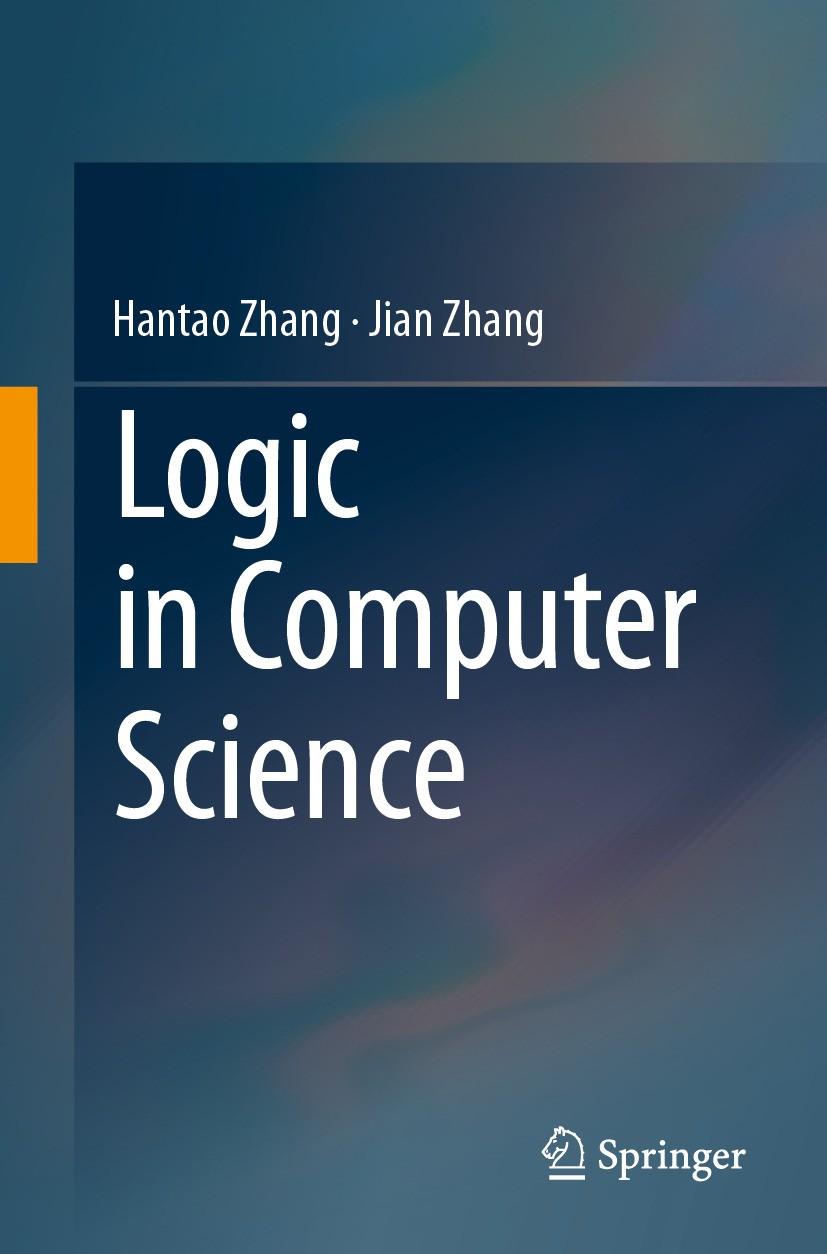 Hantao Zhang · Jian Zhang
Logic
in Computer
Science
Springer